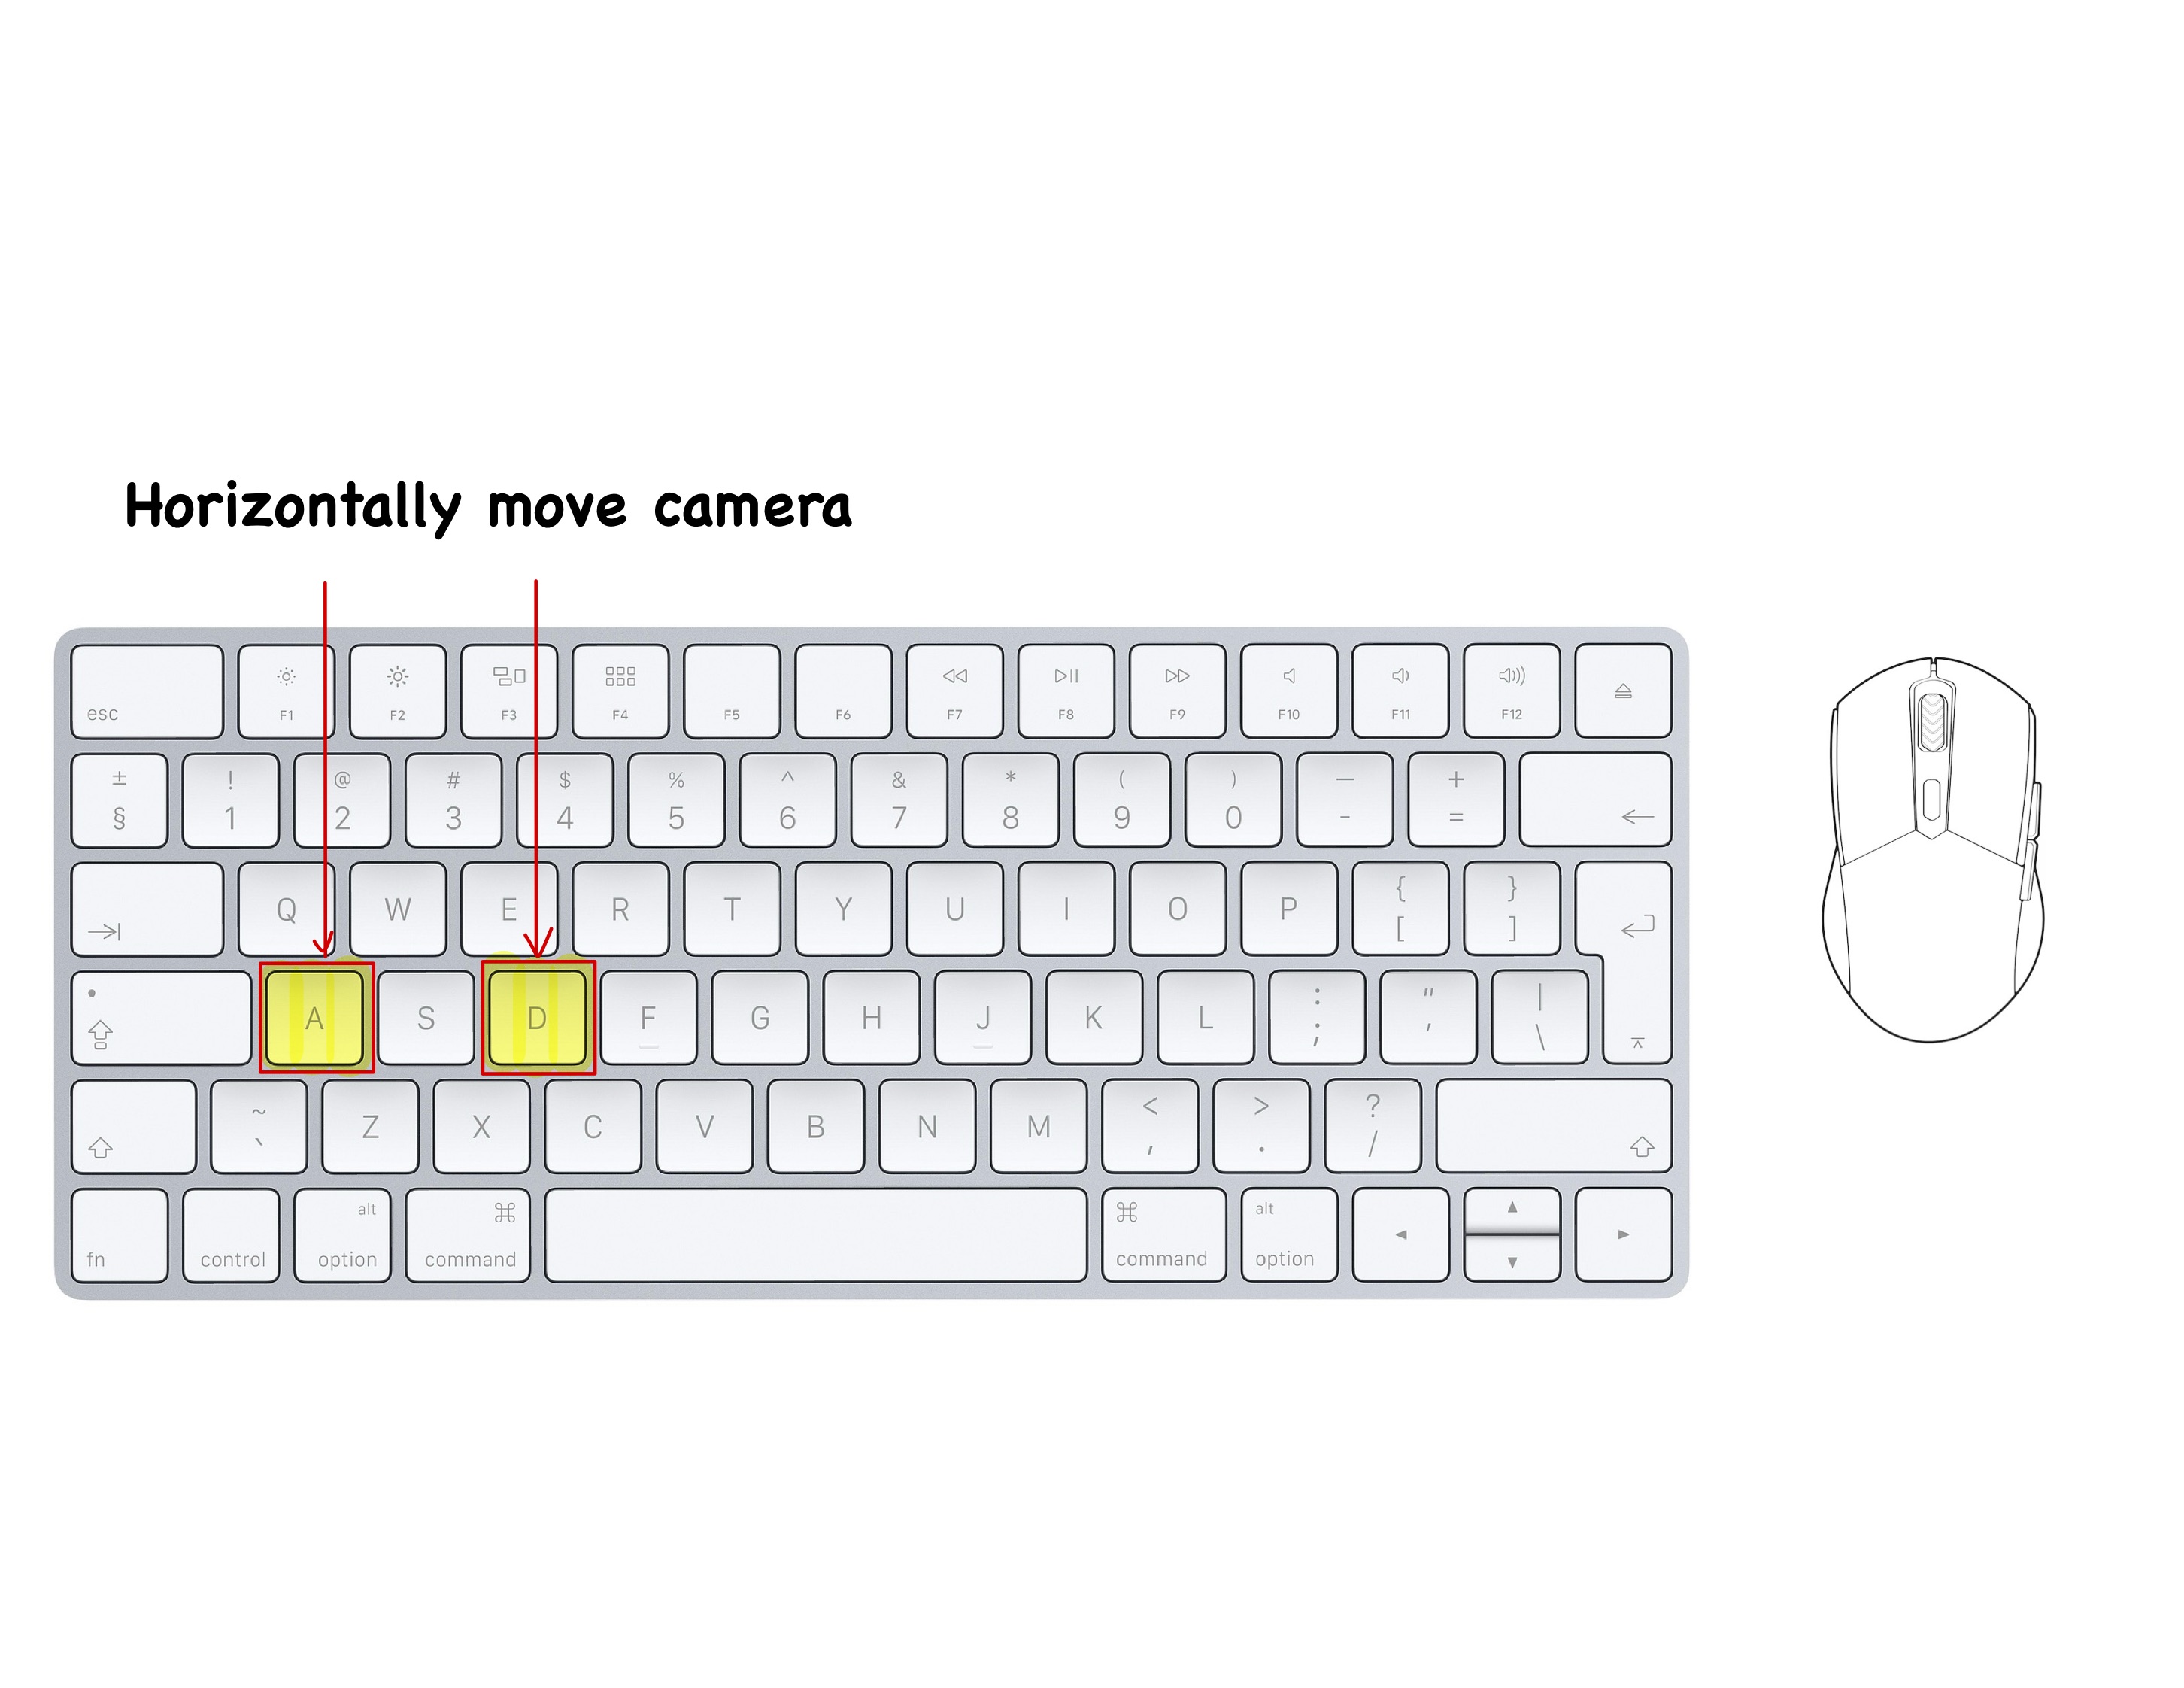 Horizontally move camera
esc F1 F2 F3 F4 F5 F6 F7 F8 F9 F10 F11 F12
± ! @ # $ % ^ & * ( ) — +
§ 1 2 3 4 5 6 7 8 9 0 - =
Q W E R T Y U I O P { }
[ ]
A S D F G H J K L : " |
; ' \
~ Z X C V B N M < > ?
` , . /
alt ⌘ ⌘ alt
fn control option command command option